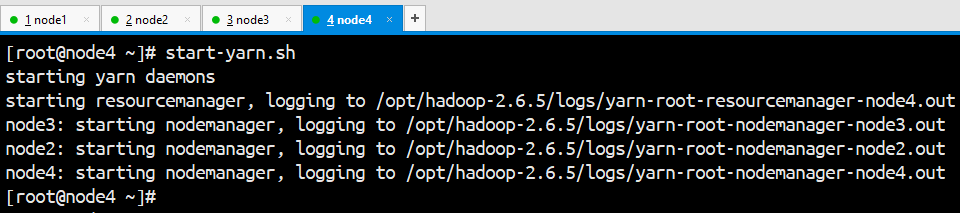 1 node1 × 2 node2 × 3 node3 × 4 node4 × +
[root@node4 ~]# start-yarn.sh
starting yarn daemons
starting resourcemanager, logging to /opt/hadoop-2.6.5/logs/yarn-root-resourcemanager-node4.out
node3: starting nodemanager, logging to /opt/hadoop-2.6.5/logs/yarn-root-nodemanager-node3.out
node2: starting nodemanager, logging to /opt/hadoop-2.6.5/logs/yarn-root-nodemanager-node2.out
node4: starting nodemanager, logging to /opt/hadoop-2.6.5/logs/yarn-root-nodemanager-node4.out
[root@node4 ~]#